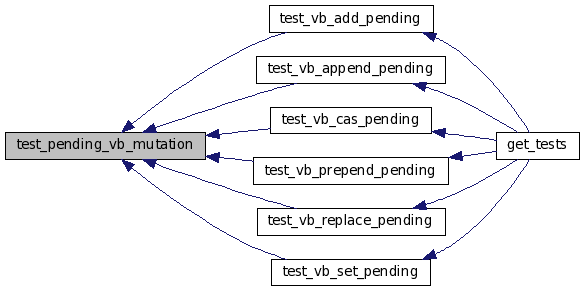 test_vb_add_pending
test_vb_append_pending
test_vb_cas_pending
test_pending_vb_mutation
get_tests
test_vb_prepend_pending
test_vb_replace_pending
test_vb_set_pending